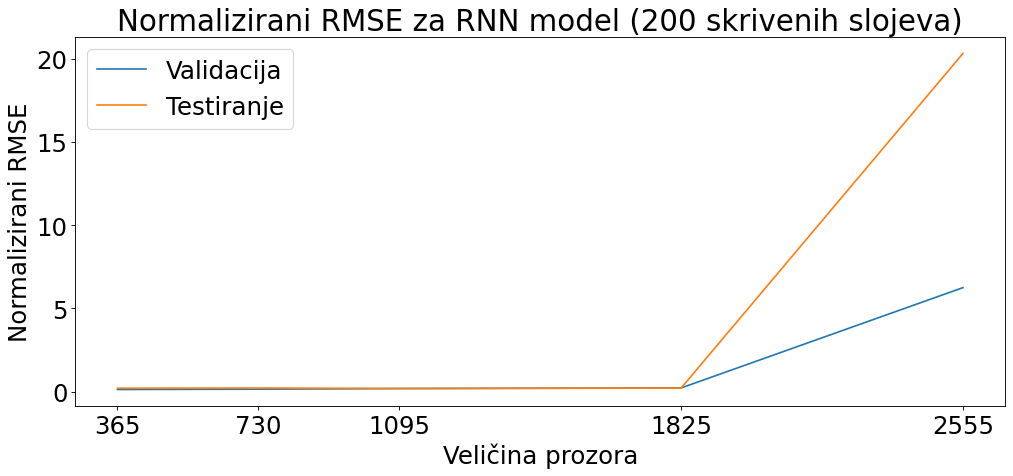 Normalizirani RMSE za RNN model (200 skrivenih slojeva)
Validacija
Testiranje
Normalizirani RMSE
20
15
10
5
0
365 730 1095 1825 2555
Veličina prozora